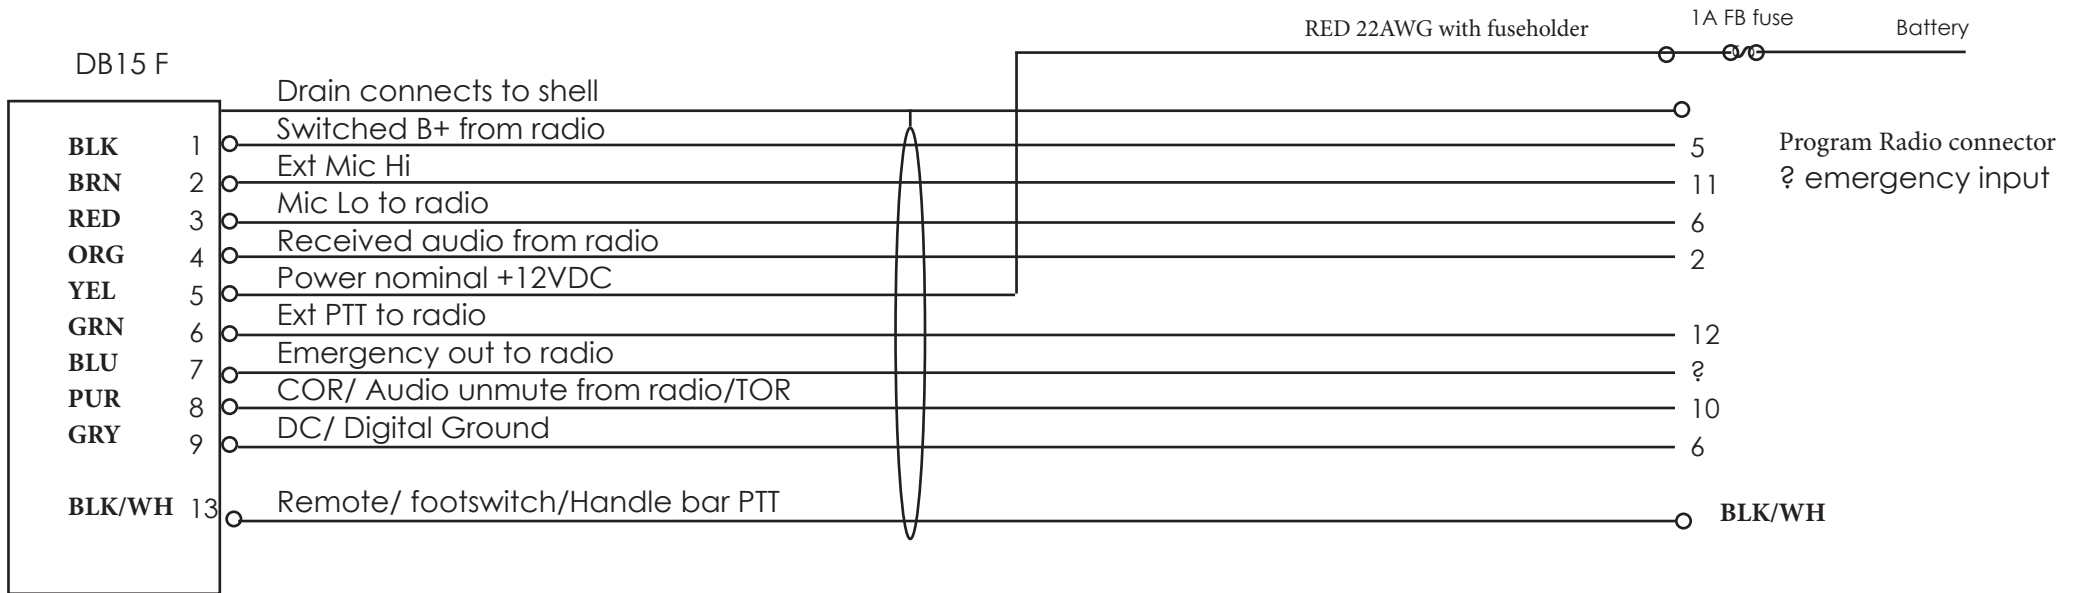 RED 22AWG with fuseholder 1A FB fuse Battery
DB15 F
Drain connects to shell
BLK 1 Switched B+ from radio 5 Program Radio connector
BRN 2 Ext Mic Hi 11 ? emergency input
RED 3 Mic Lo to radio 6
ORG 4 Received audio from radio 2
YEL 5 Power nominal +12VDC
GRN 6 Ext PTT to radio 12
BLU 7 Emergency out to radio ?
PUR 8 COR/ Audio unmute from radio/TOR 10
GRY 9 DC/ Digital Ground 6
BLK/WH 13 Remote/ footswitch/Handle bar PTT BLK/WH